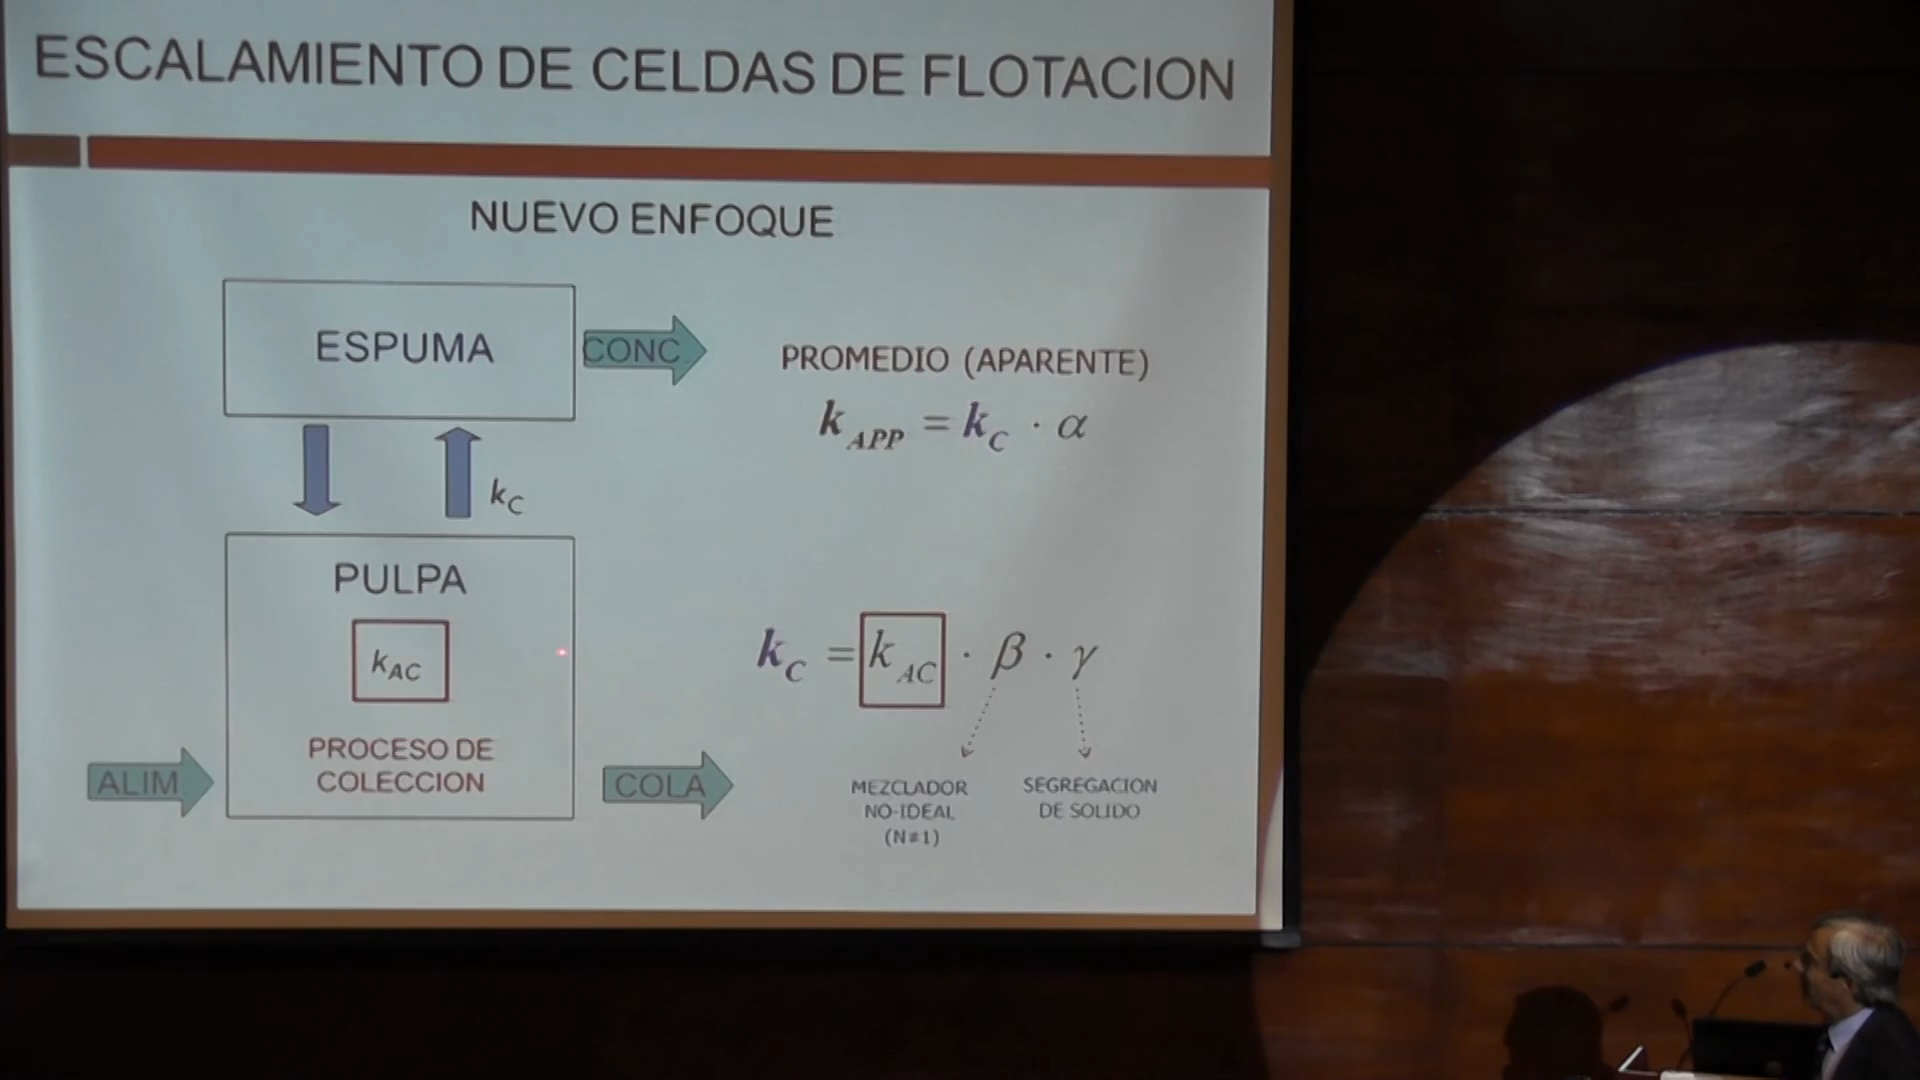 ESCALAMIENTO DE CELDAS DE FLOTACION
NUEVO ENFOQUE
ESPUMA
CONC.
PROMEDIO (APARENTE)
k_APP = k_C · α
k_C
PULPA
k_AC
k_C = k_AC · β · γ
PROCESO DE
COLECCION
ALIM
COLA
MEZCLADOR
NO-IDEAL
(N≠1)
SEGREGACION
DE SOLIDO